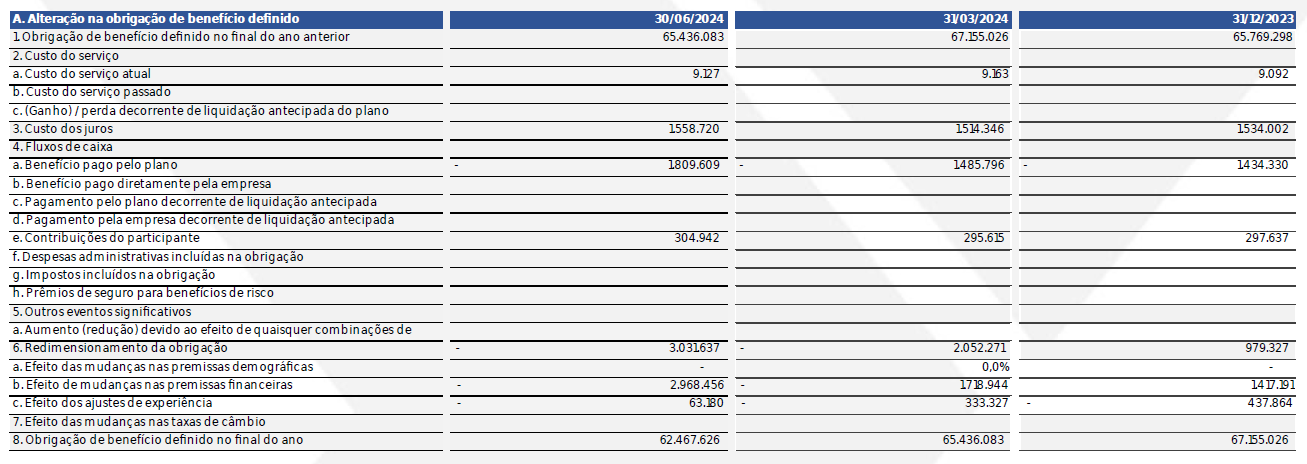 A. Alteração na obrigação de benefício definido 30/06/2024 31/03/2024 31/12/2023
1. Obrigação de benefício definido no final do ano anterior 65.436.083 67.155.026 65.769.298
2. Custo do serviço
a. Custo do serviço atual 9.127 9.163 9.092
b. Custo do serviço passado
c. (Ganho) / perda decorrente de liquidação antecipada do plano
3. Custo dos juros 1.558.720 1.514.346 1.534.002
4. Fluxos de caixa
a. Benefício pago pelo plano - 1.809.609 - 1.485.796 - 1.434.330
b. Benefício pago diretamente pela empresa
c. Pagamento pelo plano decorrente de liquidação antecipada
d. Pagamento pela empresa decorrente de liquidação antecipada
e. Contribuições do participante 304.942 295.615 297.637
f. Despesas administrativas incluídas na obrigação
g. Impostos incluídos na obrigação
h. Prêmios de seguro para benefícios de risco
5. Outros eventos significativos
a. Aumento (redução) devido ao efeito de quaisquer combinações de
6. Redimensionamento da obrigação - 3.031.637 - 2.052.271 979.327
a. Efeito das mudanças nas premissas demográficas - 0,0% -
b. Efeito de mudanças nas premissas financeiras - 2.968.456 - 1.718.944 1.417.191
c. Efeito dos ajustes de experiência - 63.180 - 333.327 - 437.864
7. Efeito das mudanças nas taxas de câmbio
8. Obrigação de benefício definido no final do ano 62.467.626 65.436.083 67.155.026